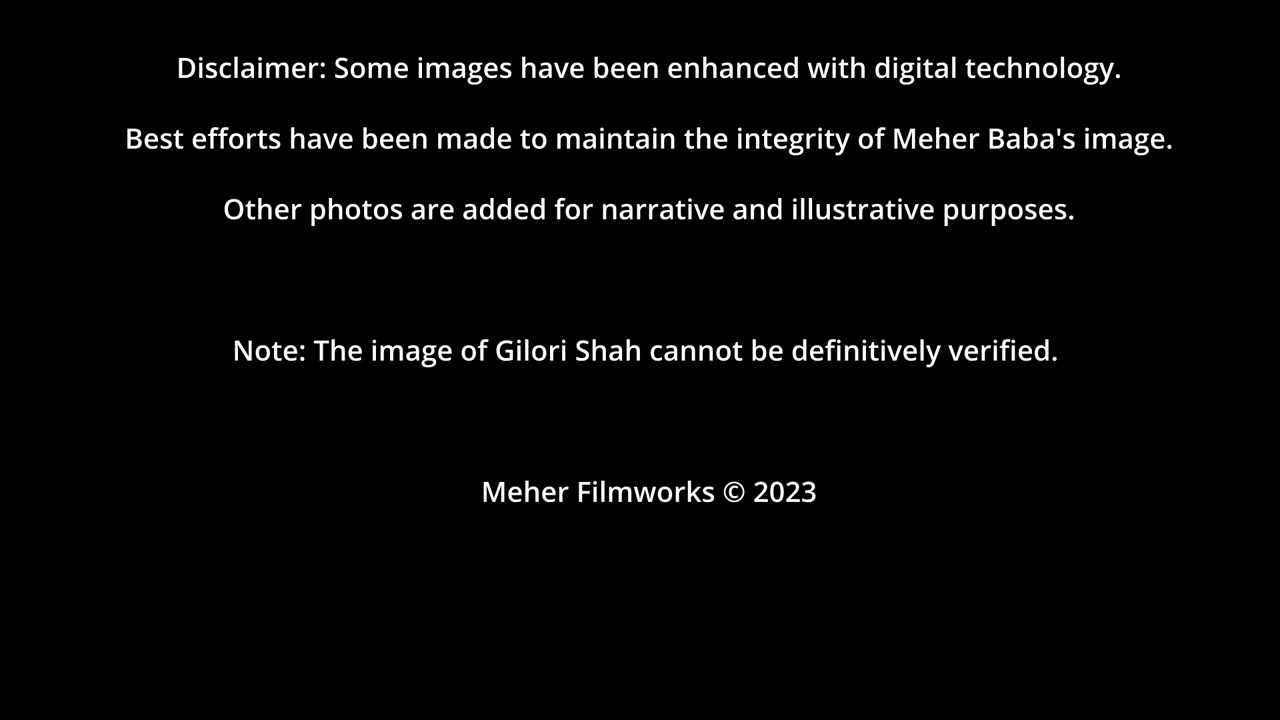 Disclaimer: Some images have been enhanced with digital technology.
Best efforts have been made to maintain the integrity of Meher Baba's image.
Other photos are added for narrative and illustrative purposes.
Note: The image of Gilori Shah cannot be definitively verified.
Meher Filmworks © 2023